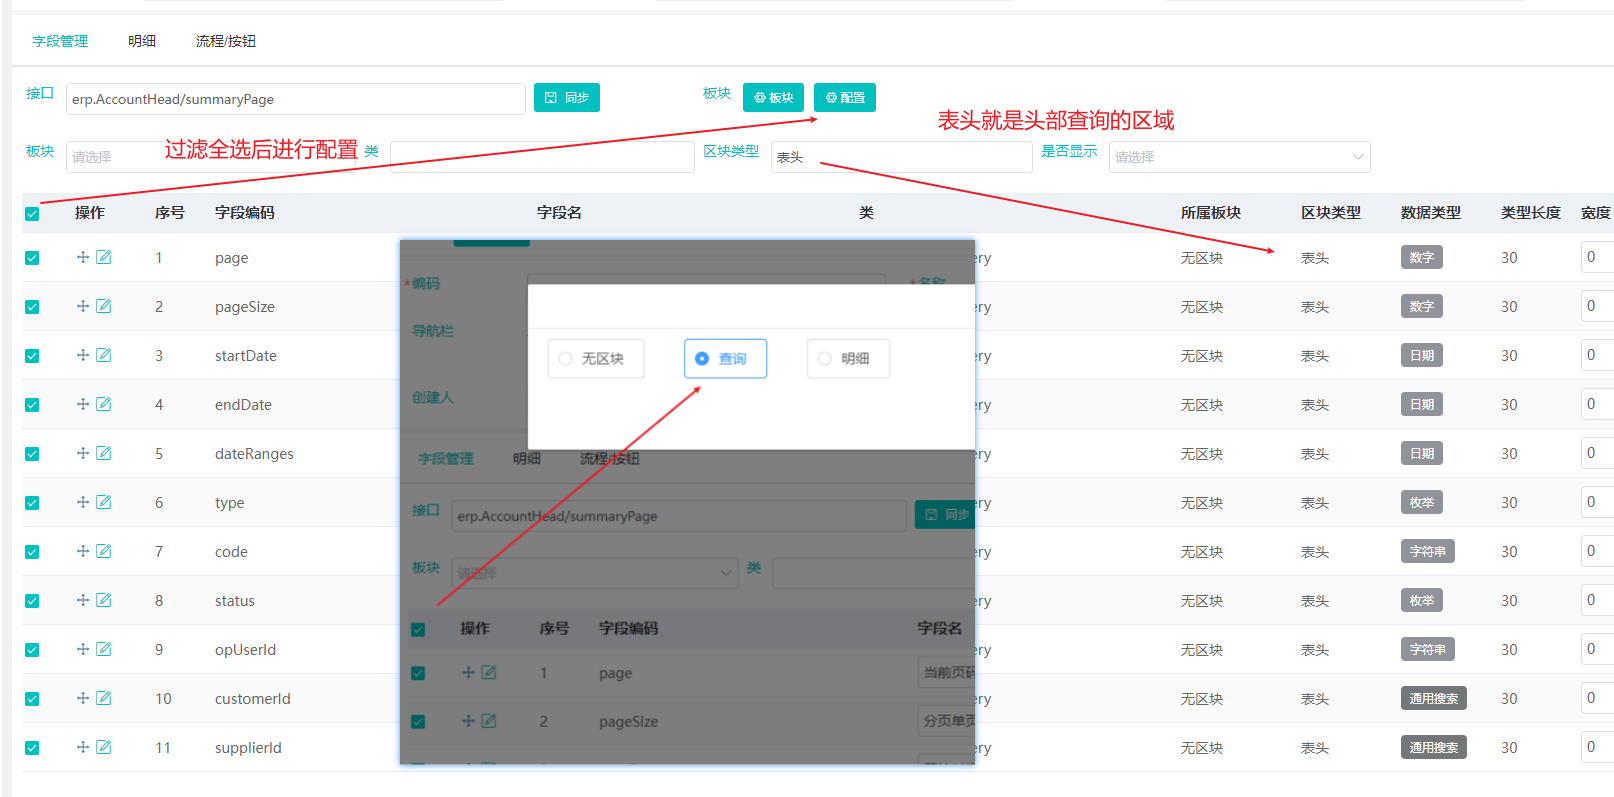 字段管理 明细 流程/按钮
接口 erp.AccountHead/summaryPage 同步 板块 板块 配置
表头就是头部查询的区域
板块 请选择 过滤全选后进行配置 类 区块类型 表头 是否显示 请选择
操作 序号 字段编码 字段名 类 所属板块 区块类型 数据类型 类型长度 宽度
1 page ery 无区块 表头 数字 30 0
2 pageSize ery 无区块 表头 数字 30 0
3 startDate ery 无区块 表头 日期 30 0
4 endDate ery 无区块 表头 日期 30 0
5 dateRanges ery 无区块 表头 日期 30 0
6 type ery 无区块 表头 枚举 30 0
7 code ery 无区块 表头 字符串 30 0
8 status ery 无区块 表头 枚举 30 0
9 opUserId ery 无区块 表头 字符串 30 0
10 customerId ery 无区块 表头 通用搜索 30 0
11 supplierId ery 无区块 表头 通用搜索 30 0
*编码 *名称
导航栏
无区块 查询 明细
创建人
字段管理 明细 流程/按钮
接口 erp.AccountHead/summaryPage 同步
板块 请选择 类
操作 序号 字段编码 字段名
1 page 当前页码
2 pageSize 分页单页